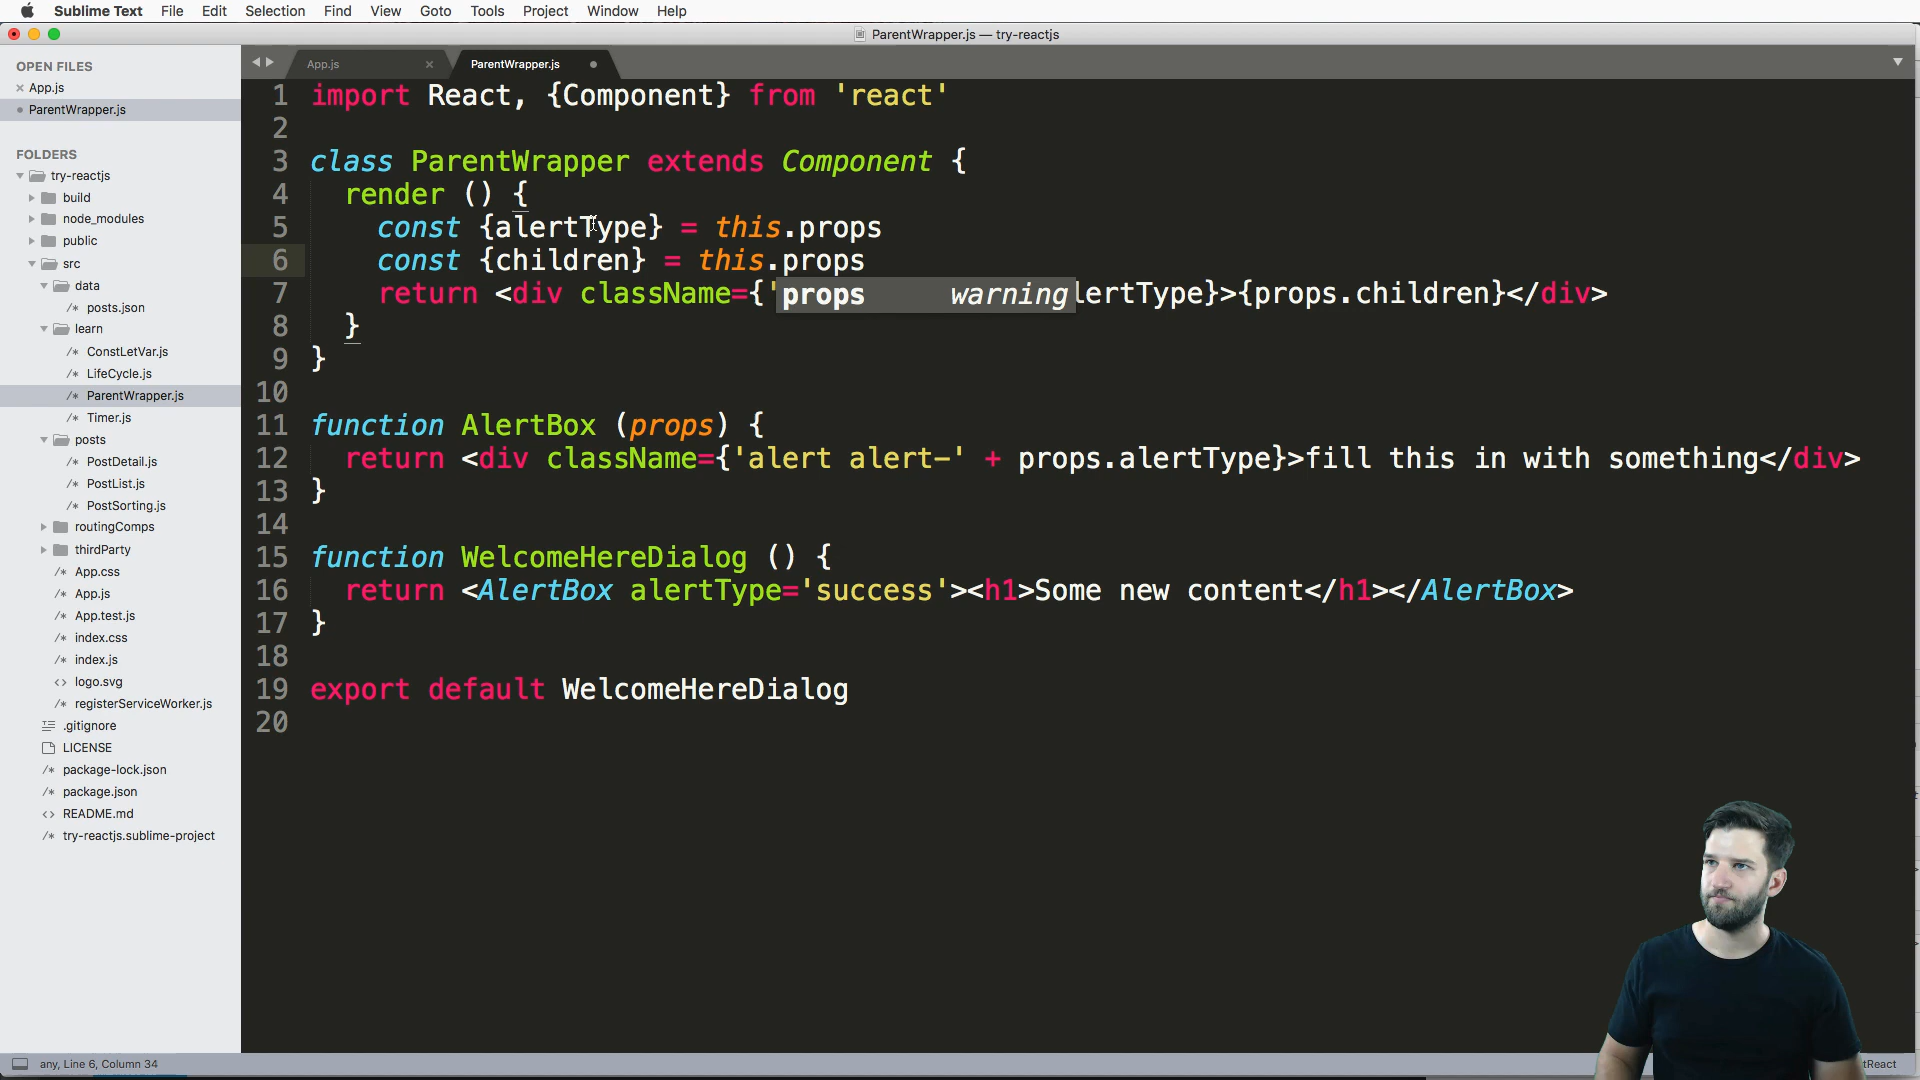 Sublime Text File Edit Selection Find View Goto Tools Project Window Help
ParentWrapper.js — try-reactjs
OPEN FILES
App.js
ParentWrapper.js
FOLDERS
try-reactjs
build
node_modules
public
src
data
posts.json
learn
ConstLetVar.js
LifeCycle.js
ParentWrapper.js
Timer.js
posts
PostDetail.js
PostList.js
PostSorting.js
routingComps
thirdParty
App.css
App.js
App.test.js
index.css
index.js
logo.svg
registerServiceWorker.js
.gitignore
LICENSE
package-lock.json
package.json
README.md
try-reactjs.sublime-project
App.js
ParentWrapper.js
1 import React, {Component} from 'react'
2
3 class ParentWrapper extends Component {
4 render () {
5 const {alertType} = this.props
6 const {children} = this.props
7 return <div className={' lertType}>{props.children}</div>
props warning
8 }
9 }
10
11 function AlertBox (props) {
12 return <div className={'alert alert-' + props.alertType}>fill this in with something</div>
13 }
14
15 function WelcomeHereDialog () {
16 return <AlertBox alertType='success'><h1>Some new content</h1></AlertBox>
17 }
18
19 export default WelcomeHereDialog
20
any, Line 6, Column 34
tReact